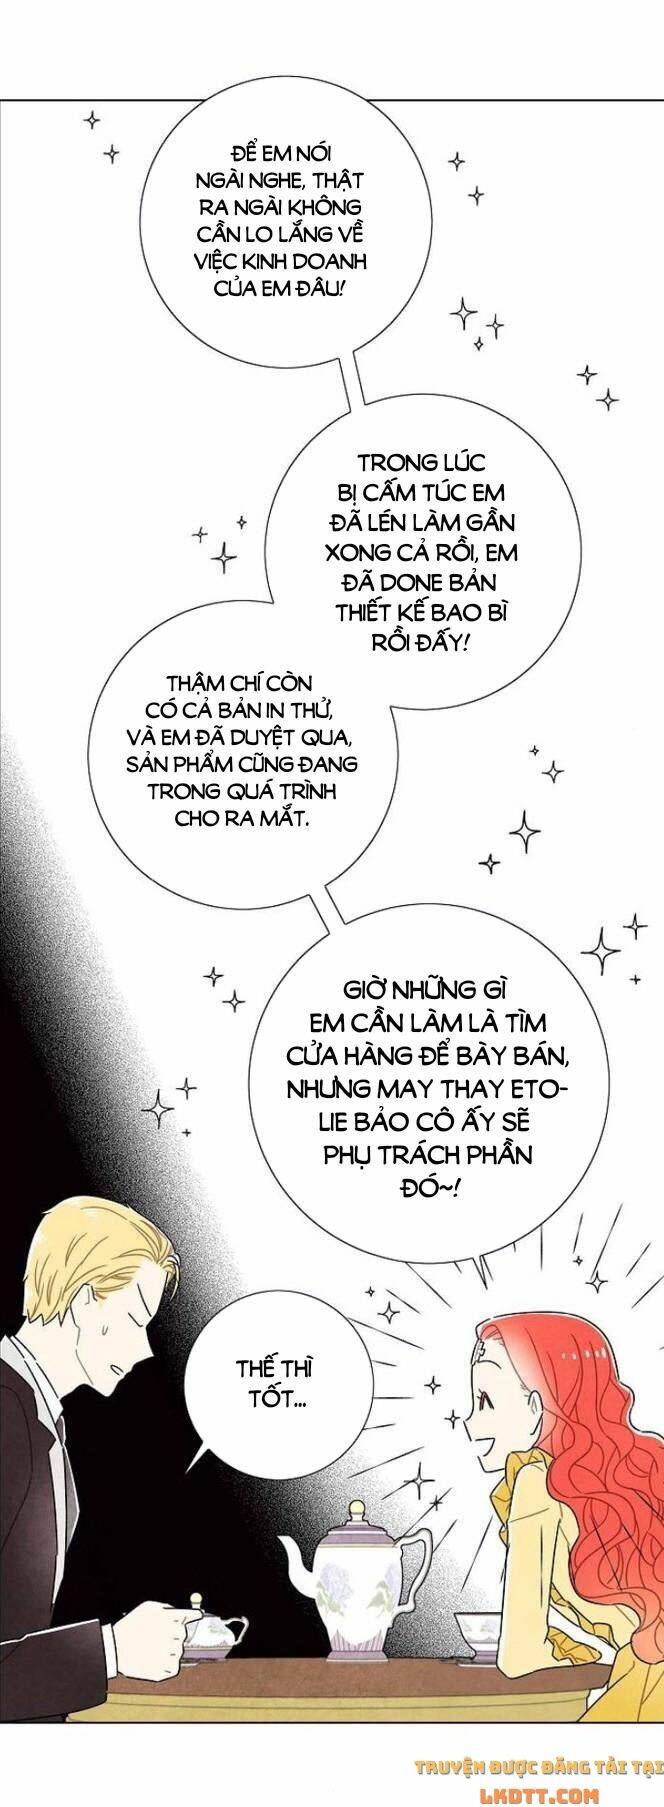 ĐỂ EM NÓI
NGÀI NGHE, THẬT
RA NGÀI KHÔNG
CẦN LO LẮNG VỀ
VIỆC KINH DOANH
CỦA EM ĐÂU!
TRONG LÚC
BỊ CẤM TÚC EM
ĐÃ LÉN LÀM GẦN
XONG CẢ RỒI, EM
ĐÃ DONE BẢN
THIẾT KẾ BAO BÌ
RỒI ĐẤY!
THẬM CHÍ CÒN
CÓ CẢ BẢN IN THỬ,
VÀ EM ĐÃ DUYỆT QUA,
SẢN PHẨM CŨNG ĐANG
TRONG QUÁ TRÌNH
CHO RA MẮT.
GIỜ NHỮNG GÌ
EM CẦN LÀM LÀ TÌM
CỬA HÀNG ĐỂ BÀY BÁN,
NHƯNG MAY THAY ETO-
LIE BẢO CÔ ẤY SẼ
PHỤ TRÁCH PHẦN
ĐÓ~!
THẾ THÌ
TỐT...
TRUYỆN ĐƯỢC ĐĂNG TẢI TẠI
LKDTT.COM